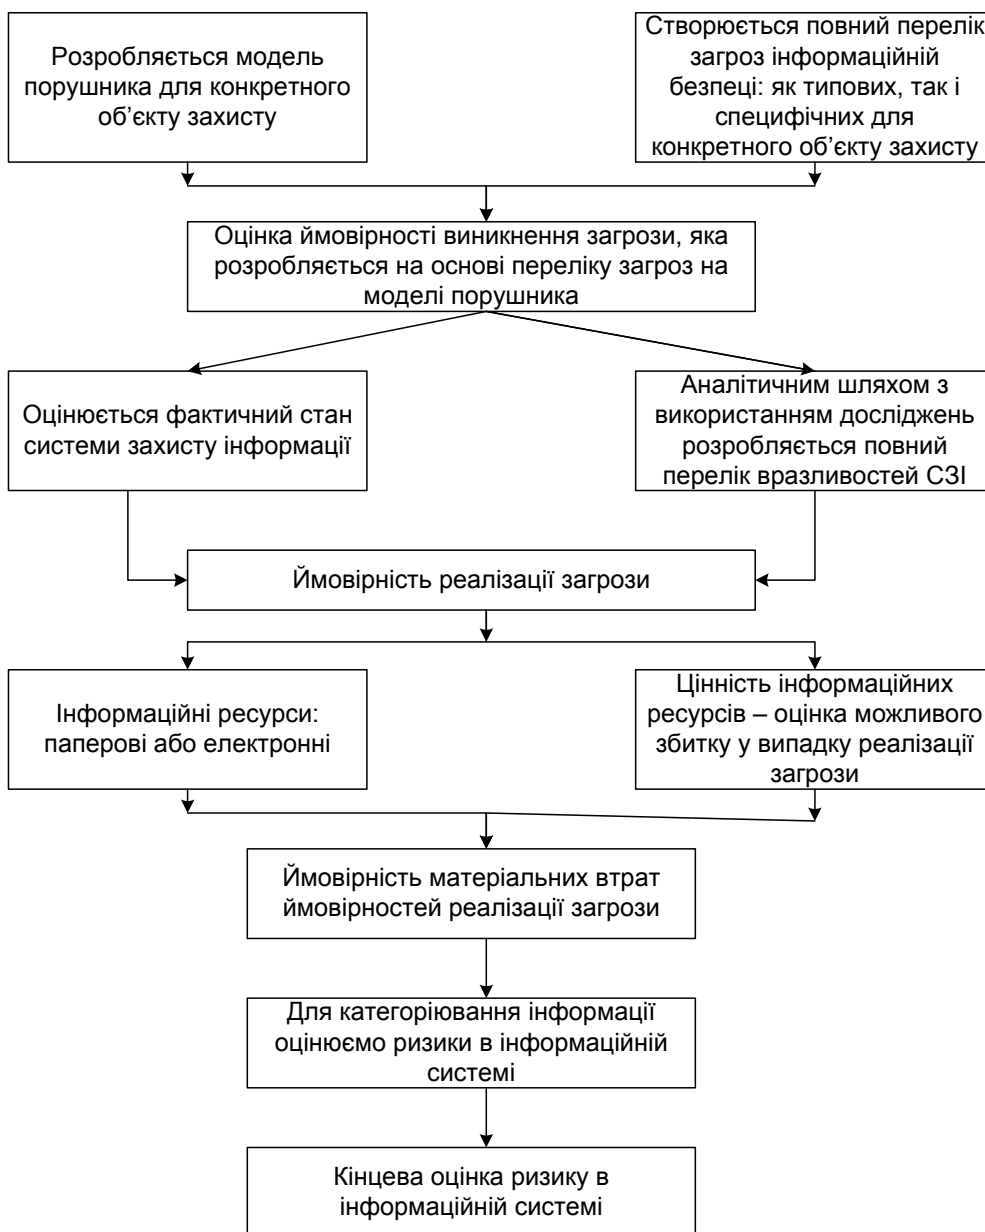 Розробляється модель
порушника для конкретного
об’єкту захисту
Створюється повний перелік
загроз інформаційній
безпеці: як типових, так і
специфічних для
конкретного об’єкту захисту
Оцінка ймовірності виникнення загрози, яка
розробляється на основі переліку загроз на
моделі порушника
Оцінюється фактичний стан
системи захисту інформації
Аналітичним шляхом з
використанням досліджень
розробляється повний
перелік вразливостей СЗІ
Ймовірність реалізації загрози
Інформаційні ресурси:
паперові або електронні
Цінність інформаційних
ресурсів – оцінка можливого
збитку у випадку реалізації
загрози
Ймовірність матеріальних втрат
ймовірностей реалізації загрози
Для категоріювання інформації
оцінюємо ризики в інформаційній
системі
Кінцева оцінка ризику в
інформаційній системі